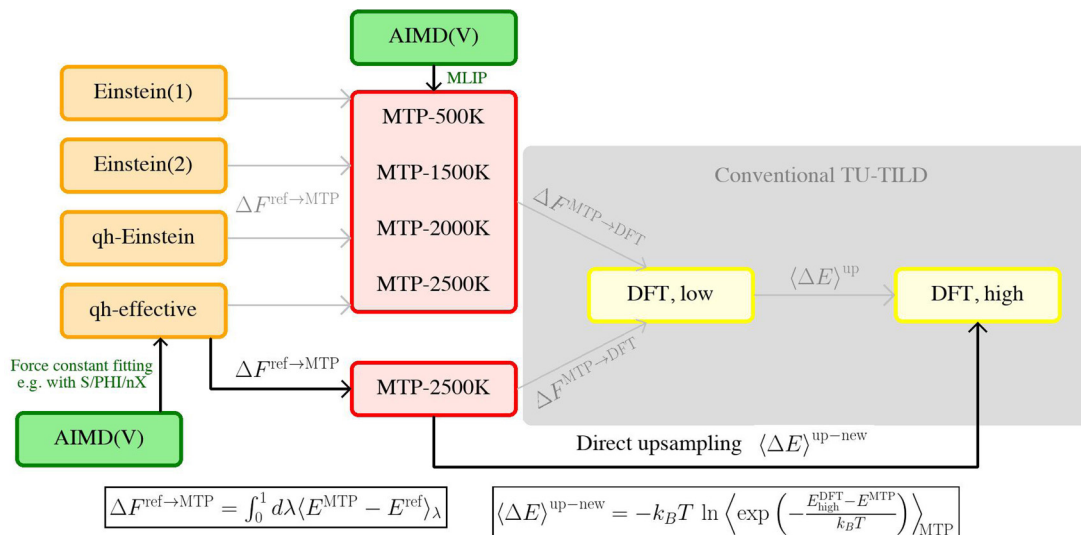 AIMD(V)
MLIP
Einstein(1)
MTP-500K
Einstein(2)
MTP-1500K
Conventional TU-TILD
ΔF^{ref→MTP}
ΔF^{MTP→DFT}
qh-Einstein
MTP-2000K
qh-effective
MTP-2500K
DFT, low
⟨ΔE⟩^{up}
DFT, high
Force constant fitting
e.g. with S/PHI/nX
ΔF^{ref→MTP}
MTP-2500K
ΔF^{MTP→DFT}
AIMD(V)
Direct upsampling ⟨ΔE⟩^{up−new}
ΔF^{ref→MTP} = ∫_0^1 dλ⟨E^{MTP} − E^{ref}⟩_λ
⟨ΔE⟩^{up−new} = −k_BT ln ⟨exp (−\frac{E_{high}^{DFT}−E^{MTP}}{k_BT})⟩_{MTP}